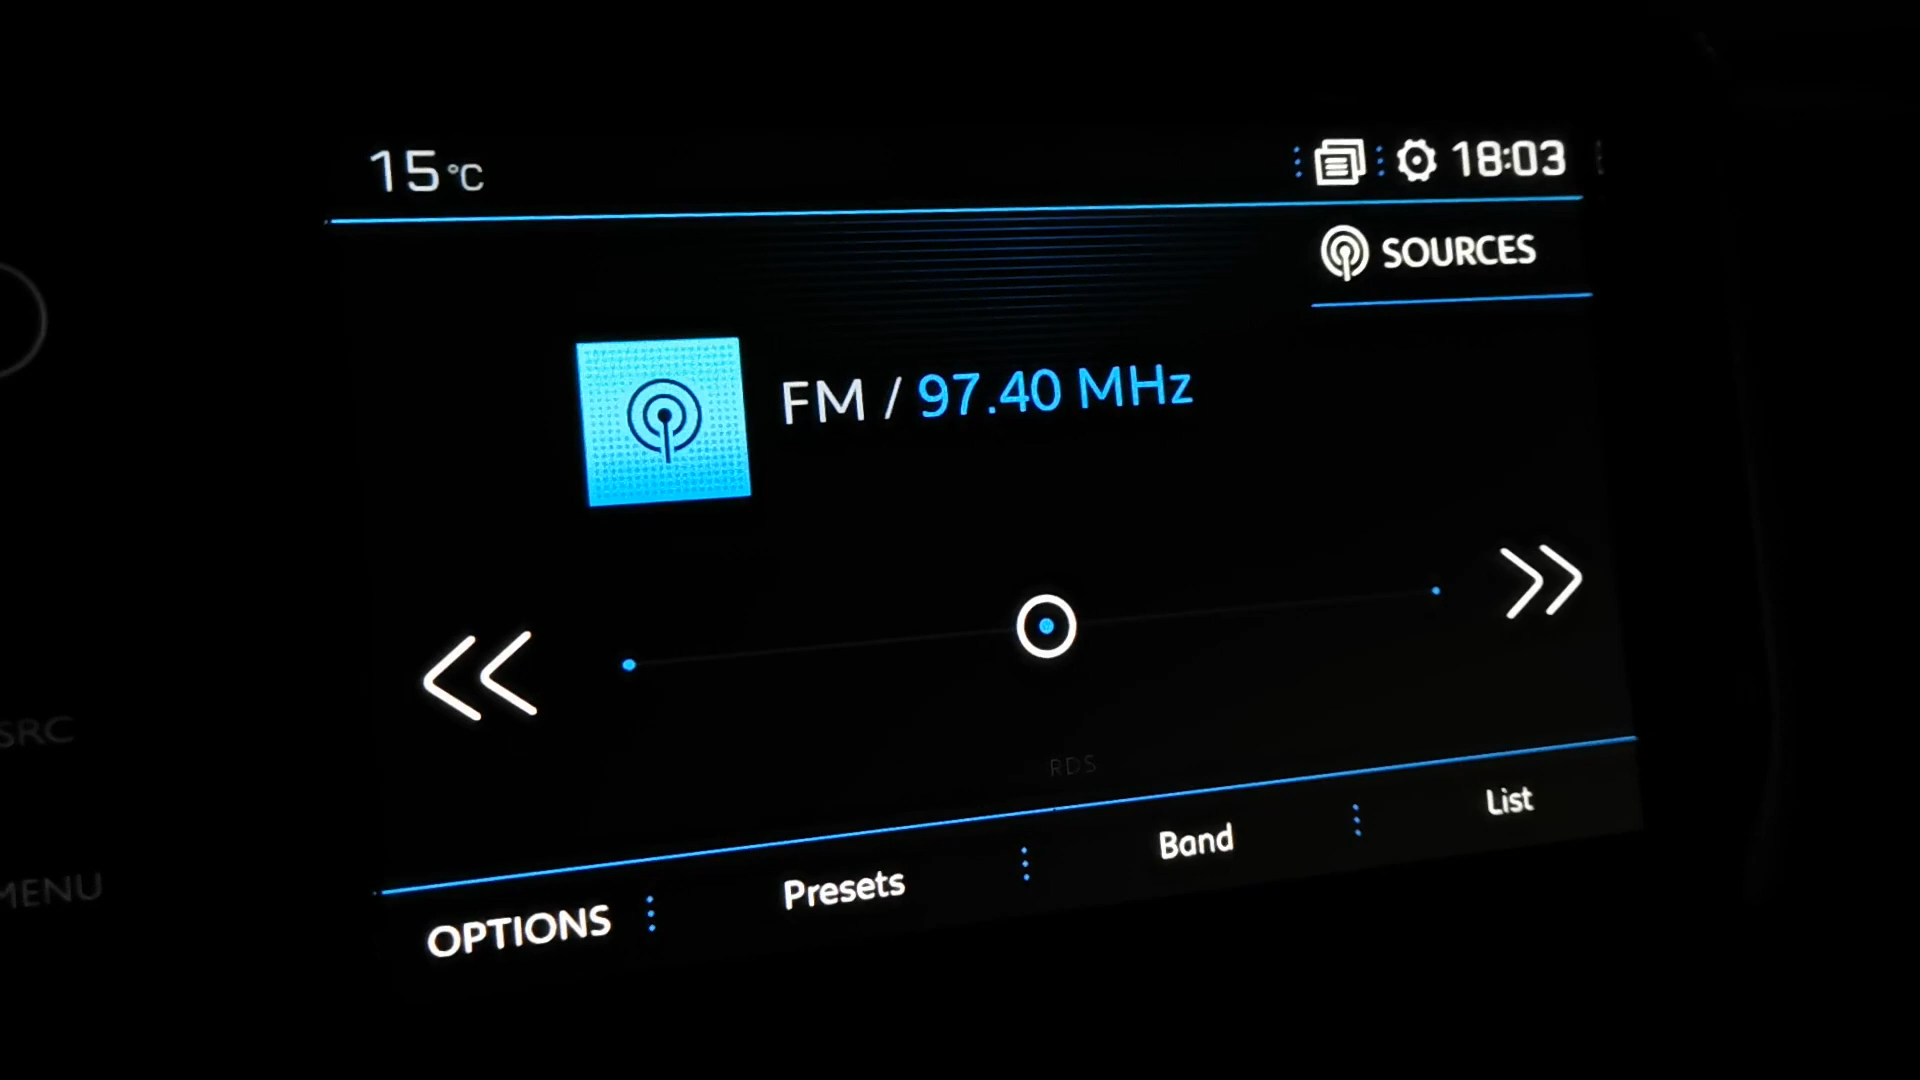 15 °C
18:03
SOURCES
FM / 97.40 MHz
SRC
RDS
MENU
OPTIONS
Presets
Band
List